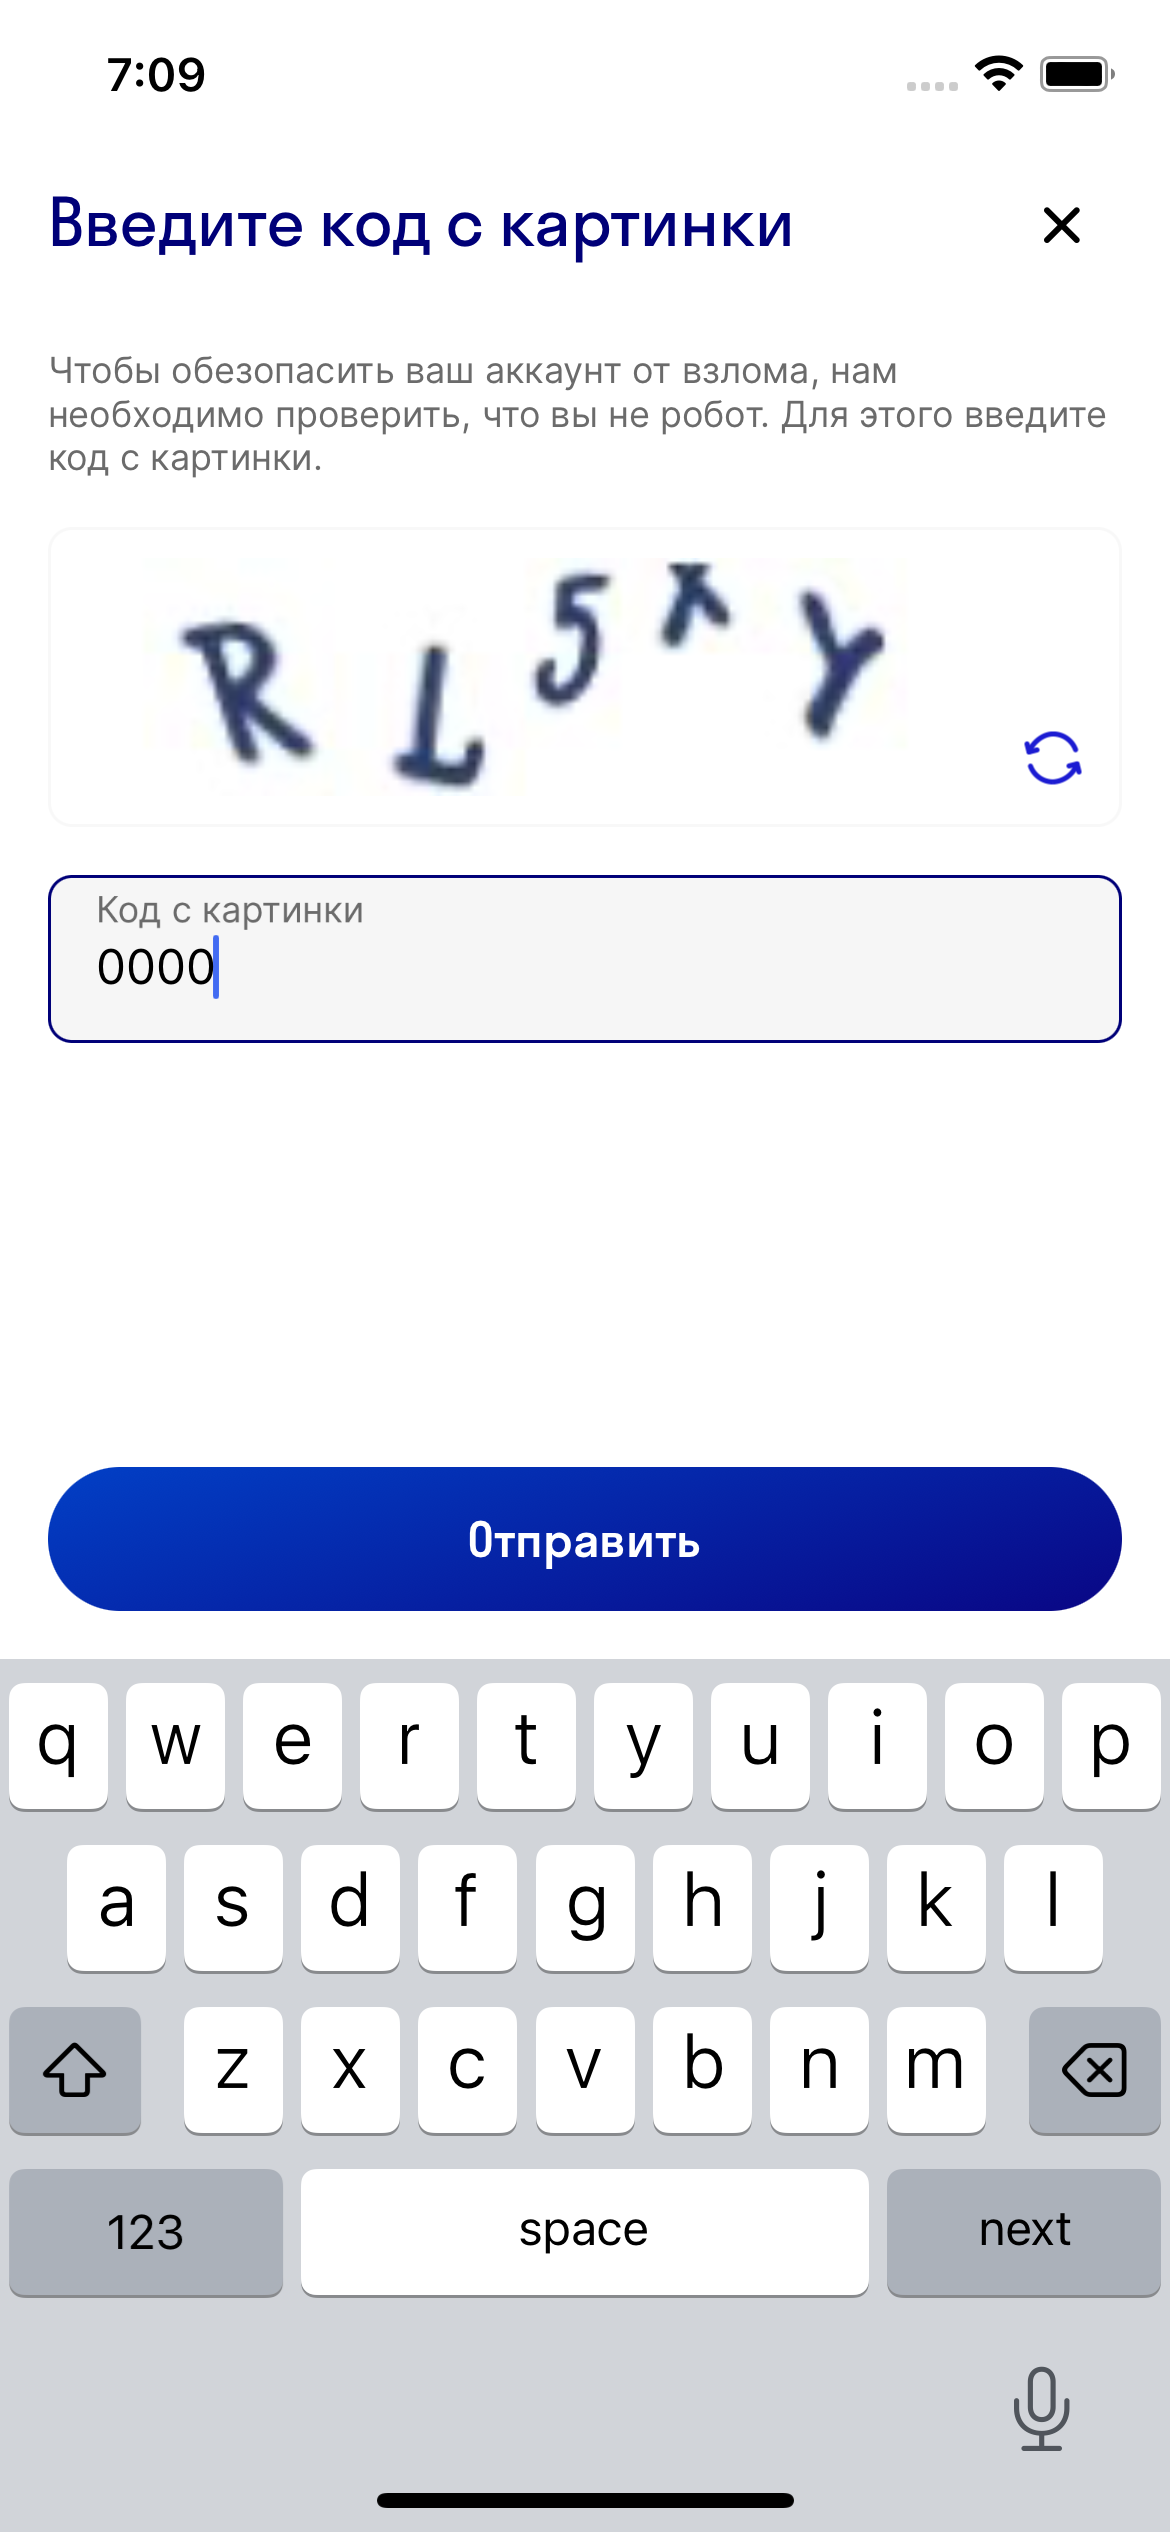 7:09
Введите код с картинки
Чтобы обезопасить ваш аккаунт от взлома, нам
необходимо проверить, что вы не робот. Для этого введите
код с картинки.
R L 5 X Y
Код с картинки
0000
Отправить
q w e r t y u i o p
a s d f g h j k l
z x c v b n m
123 space next